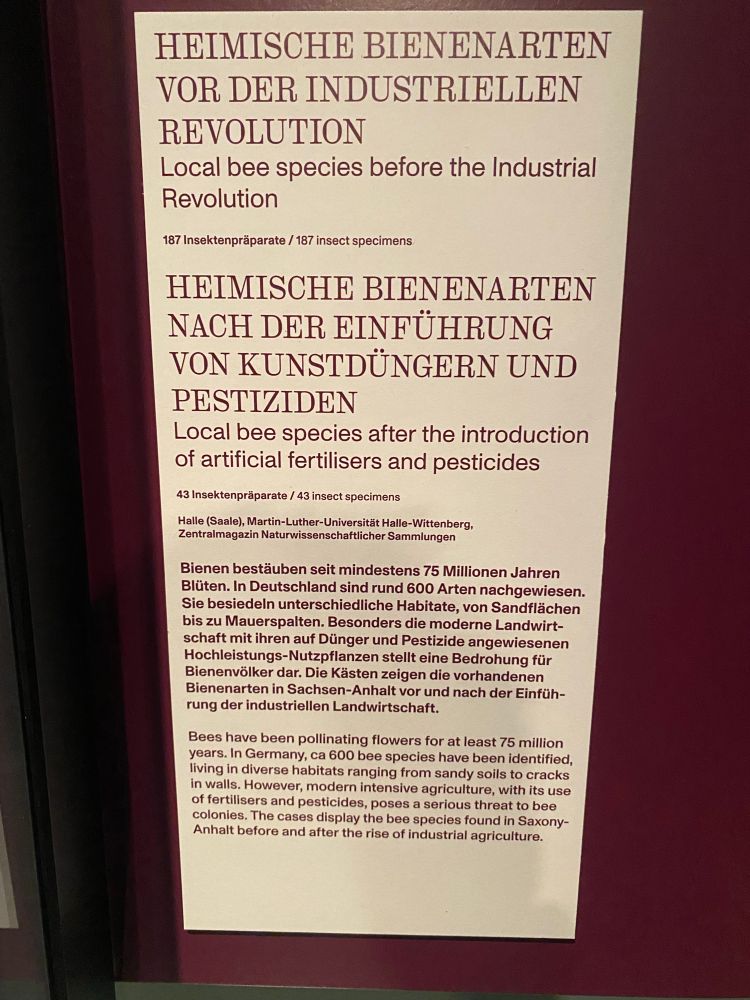 HEIMISCHE BIENENARTEN
VOR DER INDUSTRIELLEN
REVOLUTION
Local bee species before the Industrial
Revolution
187 Insektenpräparate / 187 insect specimens
HEIMISCHE BIENENARTEN
NACH DER EINFÜHRUNG
VON KUNSTDÜNGERN UND
PESTIZIDEN
Local bee species after the introduction
of artificial fertilisers and pesticides
43 Insektenpräparate / 43 insect specimens
Halle (Saale), Martin-Luther-Universität Halle-Wittenberg,
Zentralmagazin Naturwissenschaftlicher Sammlungen
Bienen bestäuben seit mindestens 75 Millionen Jahren
Blüten. In Deutschland sind rund 600 Arten nachgewiesen.
Sie besiedeln unterschiedliche Habitate, von Sandflächen
bis zu Mauerspalten. Besonders die moderne Landwirt-
schaft mit ihren auf Dünger und Pestizide angewiesenen
Hochleistungs-Nutzpflanzen stellt eine Bedrohung für
Bienenvölker dar. Die Kästen zeigen die vorhandenen
Bienenarten in Sachsen-Anhalt vor und nach der Einfüh-
rung der industriellen Landwirtschaft.
Bees have been pollinating flowers for at least 75 million
years. In Germany, ca 600 bee species have been identified,
living in diverse habitats ranging from sandy soils to cracks
in walls. However, modern intensive agriculture, with its use
of fertilisers and pesticides, poses a serious threat to bee
colonies. The cases display the bee species found in Saxony-
Anhalt before and after the rise of industrial agriculture.